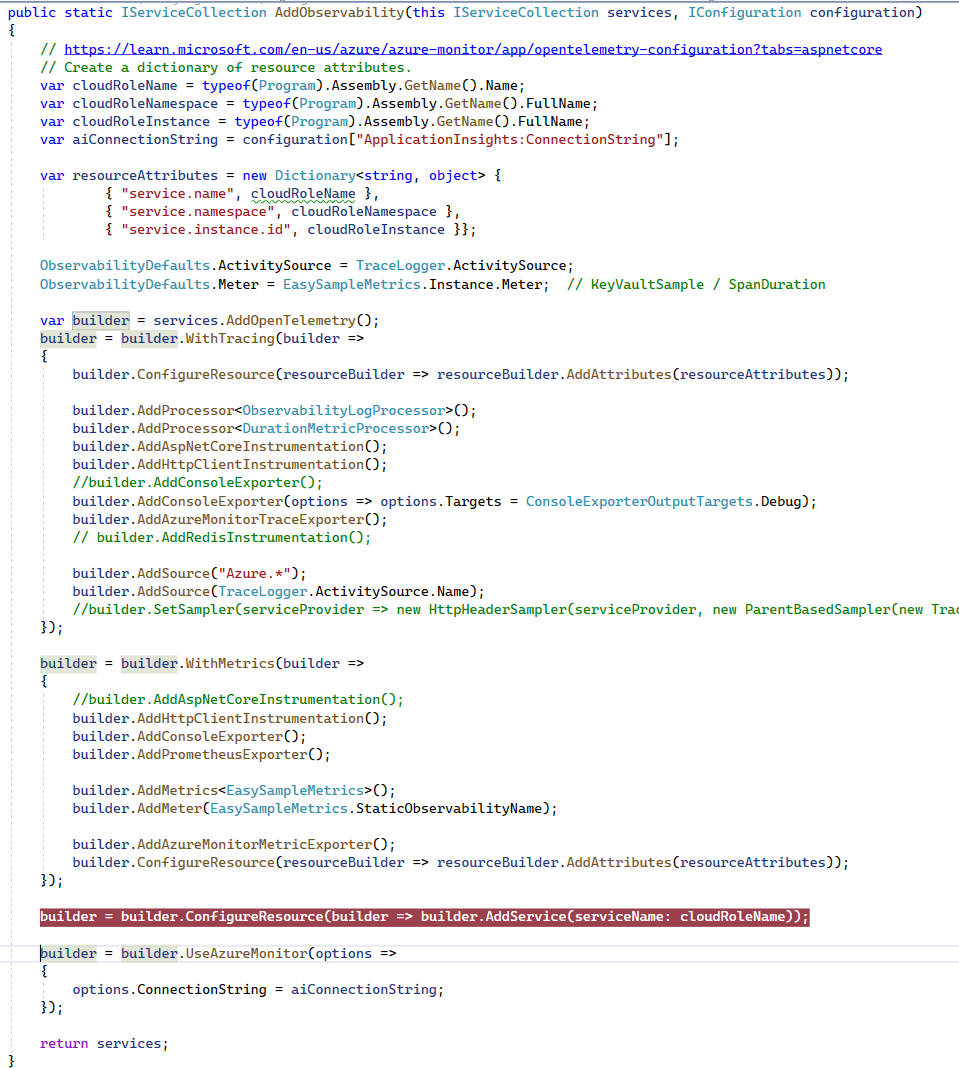 public static IServiceCollection AddObservability(this IServiceCollection services, IConfiguration configuration)
{
    // https://learn.microsoft.com/en-us/azure/azure-monitor/app/opentelemetry-configuration?tabs=aspnetcore
    // Create a dictionary of resource attributes.
    var cloudRoleName = typeof(Program).Assembly.GetName().Name;
    var cloudRoleNamespace = typeof(Program).Assembly.GetName().FullName;
    var cloudRoleInstance = typeof(Program).Assembly.GetName().FullName;
    var aiConnectionString = configuration["ApplicationInsights:ConnectionString"];

    var resourceAttributes = new Dictionary<string, object> {
            { "service.name", cloudRoleName },
            { "service.namespace", cloudRoleNamespace },
            { "service.instance.id", cloudRoleInstance }};

    ObservabilityDefaults.ActivitySource = TraceLogger.ActivitySource;
    ObservabilityDefaults.Meter = EasySampleMetrics.Instance.Meter;  // KeyVaultSample / SpanDuration

    var builder = services.AddOpenTelemetry();
    builder = builder.WithTracing(builder =>
    {
        builder.ConfigureResource(resourceBuilder => resourceBuilder.AddAttributes(resourceAttributes));

        builder.AddProcessor<ObservabilityLogProcessor>();
        builder.AddProcessor<DurationMetricProcessor>();
        builder.AddAspNetCoreInstrumentation();
        builder.AddHttpClientInstrumentation();
        //builder.AddConsoleExporter();
        builder.AddConsoleExporter(options => options.Targets = ConsoleExporterOutputTargets.Debug);
        builder.AddAzureMonitorTraceExporter();
        // builder.AddRedisInstrumentation();

        builder.AddSource("Azure.*");
        builder.AddSource(TraceLogger.ActivitySource.Name);
        //builder.SetSampler(serviceProvider => new HttpHeaderSampler(serviceProvider, new ParentBasedSampler(new Trac
    });

    builder = builder.WithMetrics(builder =>
    {
        //builder.AddAspNetCoreInstrumentation();
        builder.AddHttpClientInstrumentation();
        builder.AddConsoleExporter();
        builder.AddPrometheusExporter();

        builder.AddMetrics<EasySampleMetrics>();
        builder.AddMeter(EasySampleMetrics.StaticObservabilityName);

        builder.AddAzureMonitorMetricExporter();
        builder.ConfigureResource(resourceBuilder => resourceBuilder.AddAttributes(resourceAttributes));
    });

    builder = builder.ConfigureResource(builder => builder.AddService(serviceName: cloudRoleName));

    builder = builder.UseAzureMonitor(options =>
    {
        options.ConnectionString = aiConnectionString;
    });

    return services;
}